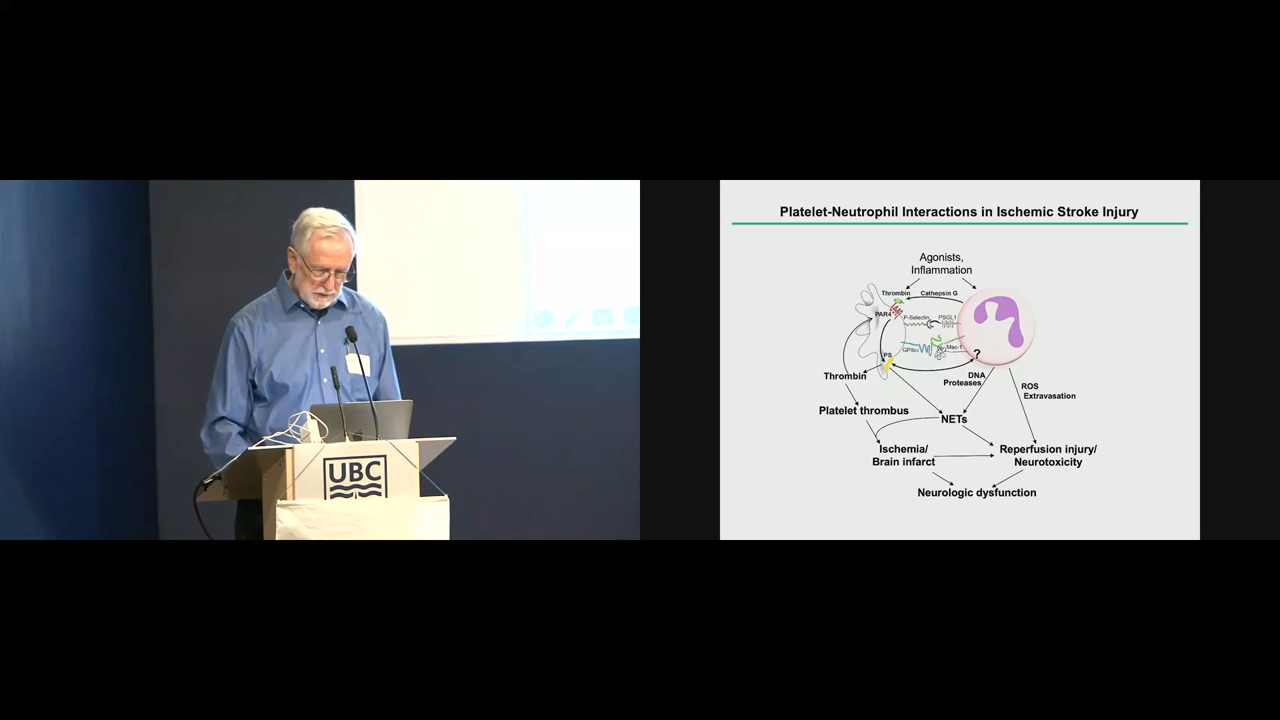 UBC
Platelet-Neutrophil Interactions in Ischemic Stroke Injury
Agonists,
Inflammation
Thrombin
Cathepsin G
PAR4
P-Selectin
PSGL1
GPIbα
Mac-1
?
PS
Thrombin
DNA
Proteases
ROS
Extravasation
Platelet thrombus
NETs
Ischemia/
Brain infarct
Reperfusion injury/
Neurotoxicity
Neurologic dysfunction